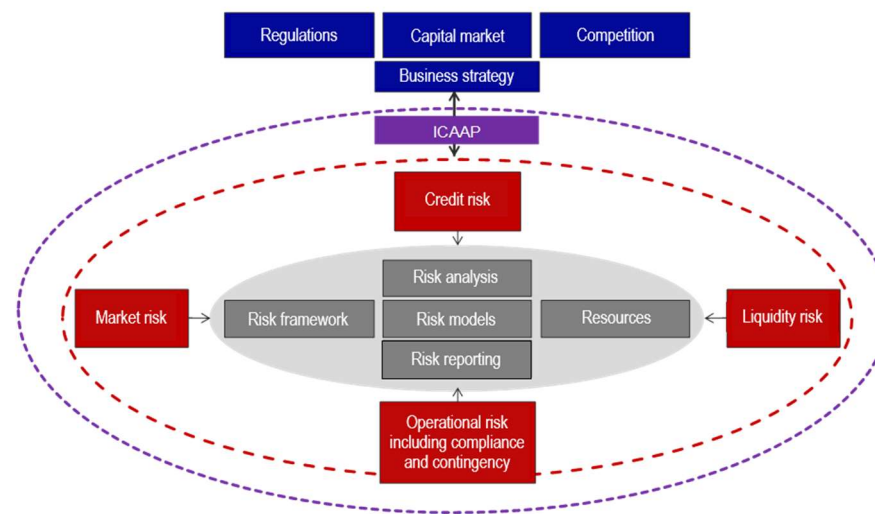 Regulations
Capital market
Competition
Business strategy
ICAAP
Credit risk
Risk analysis
Market risk
Risk framework
Risk models
Resources
Liquidity risk
Risk reporting
Operational risk
including compliance
and contingency